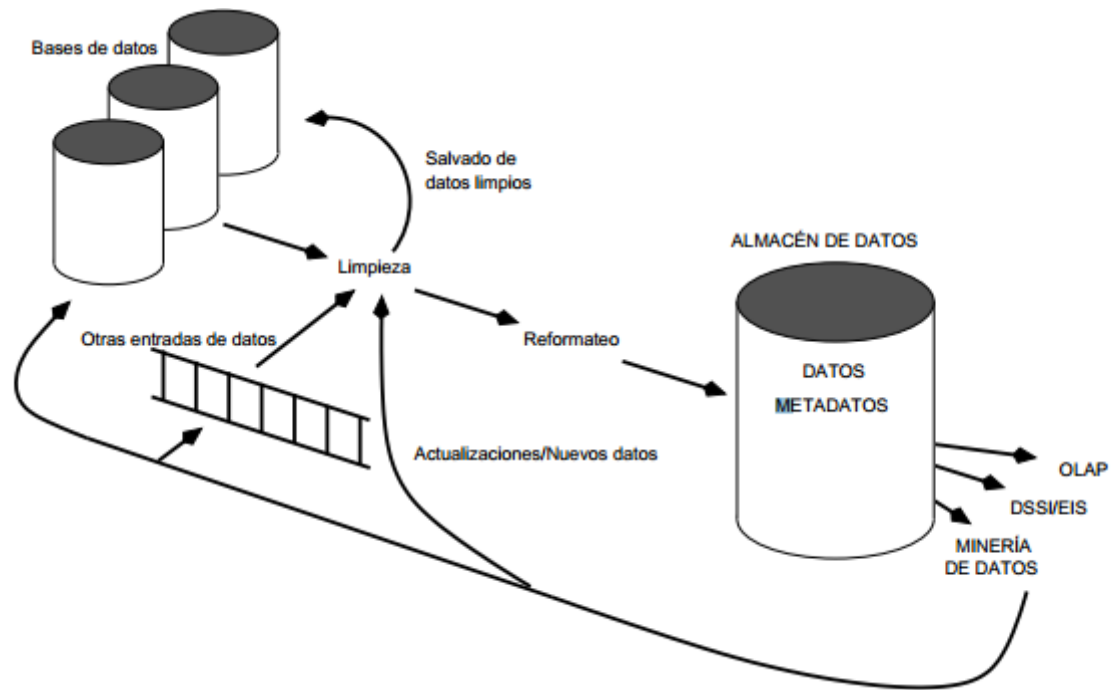 Bases de datos
Salvado de
datos limpios
ALMACÉN DE DATOS
Limpieza
Otras entradas de datos
Reformateo
DATOS
METADATOS
Actualizaciones/Nuevos datos
OLAP
DSSI/EIS
MINERÍA
DE DATOS